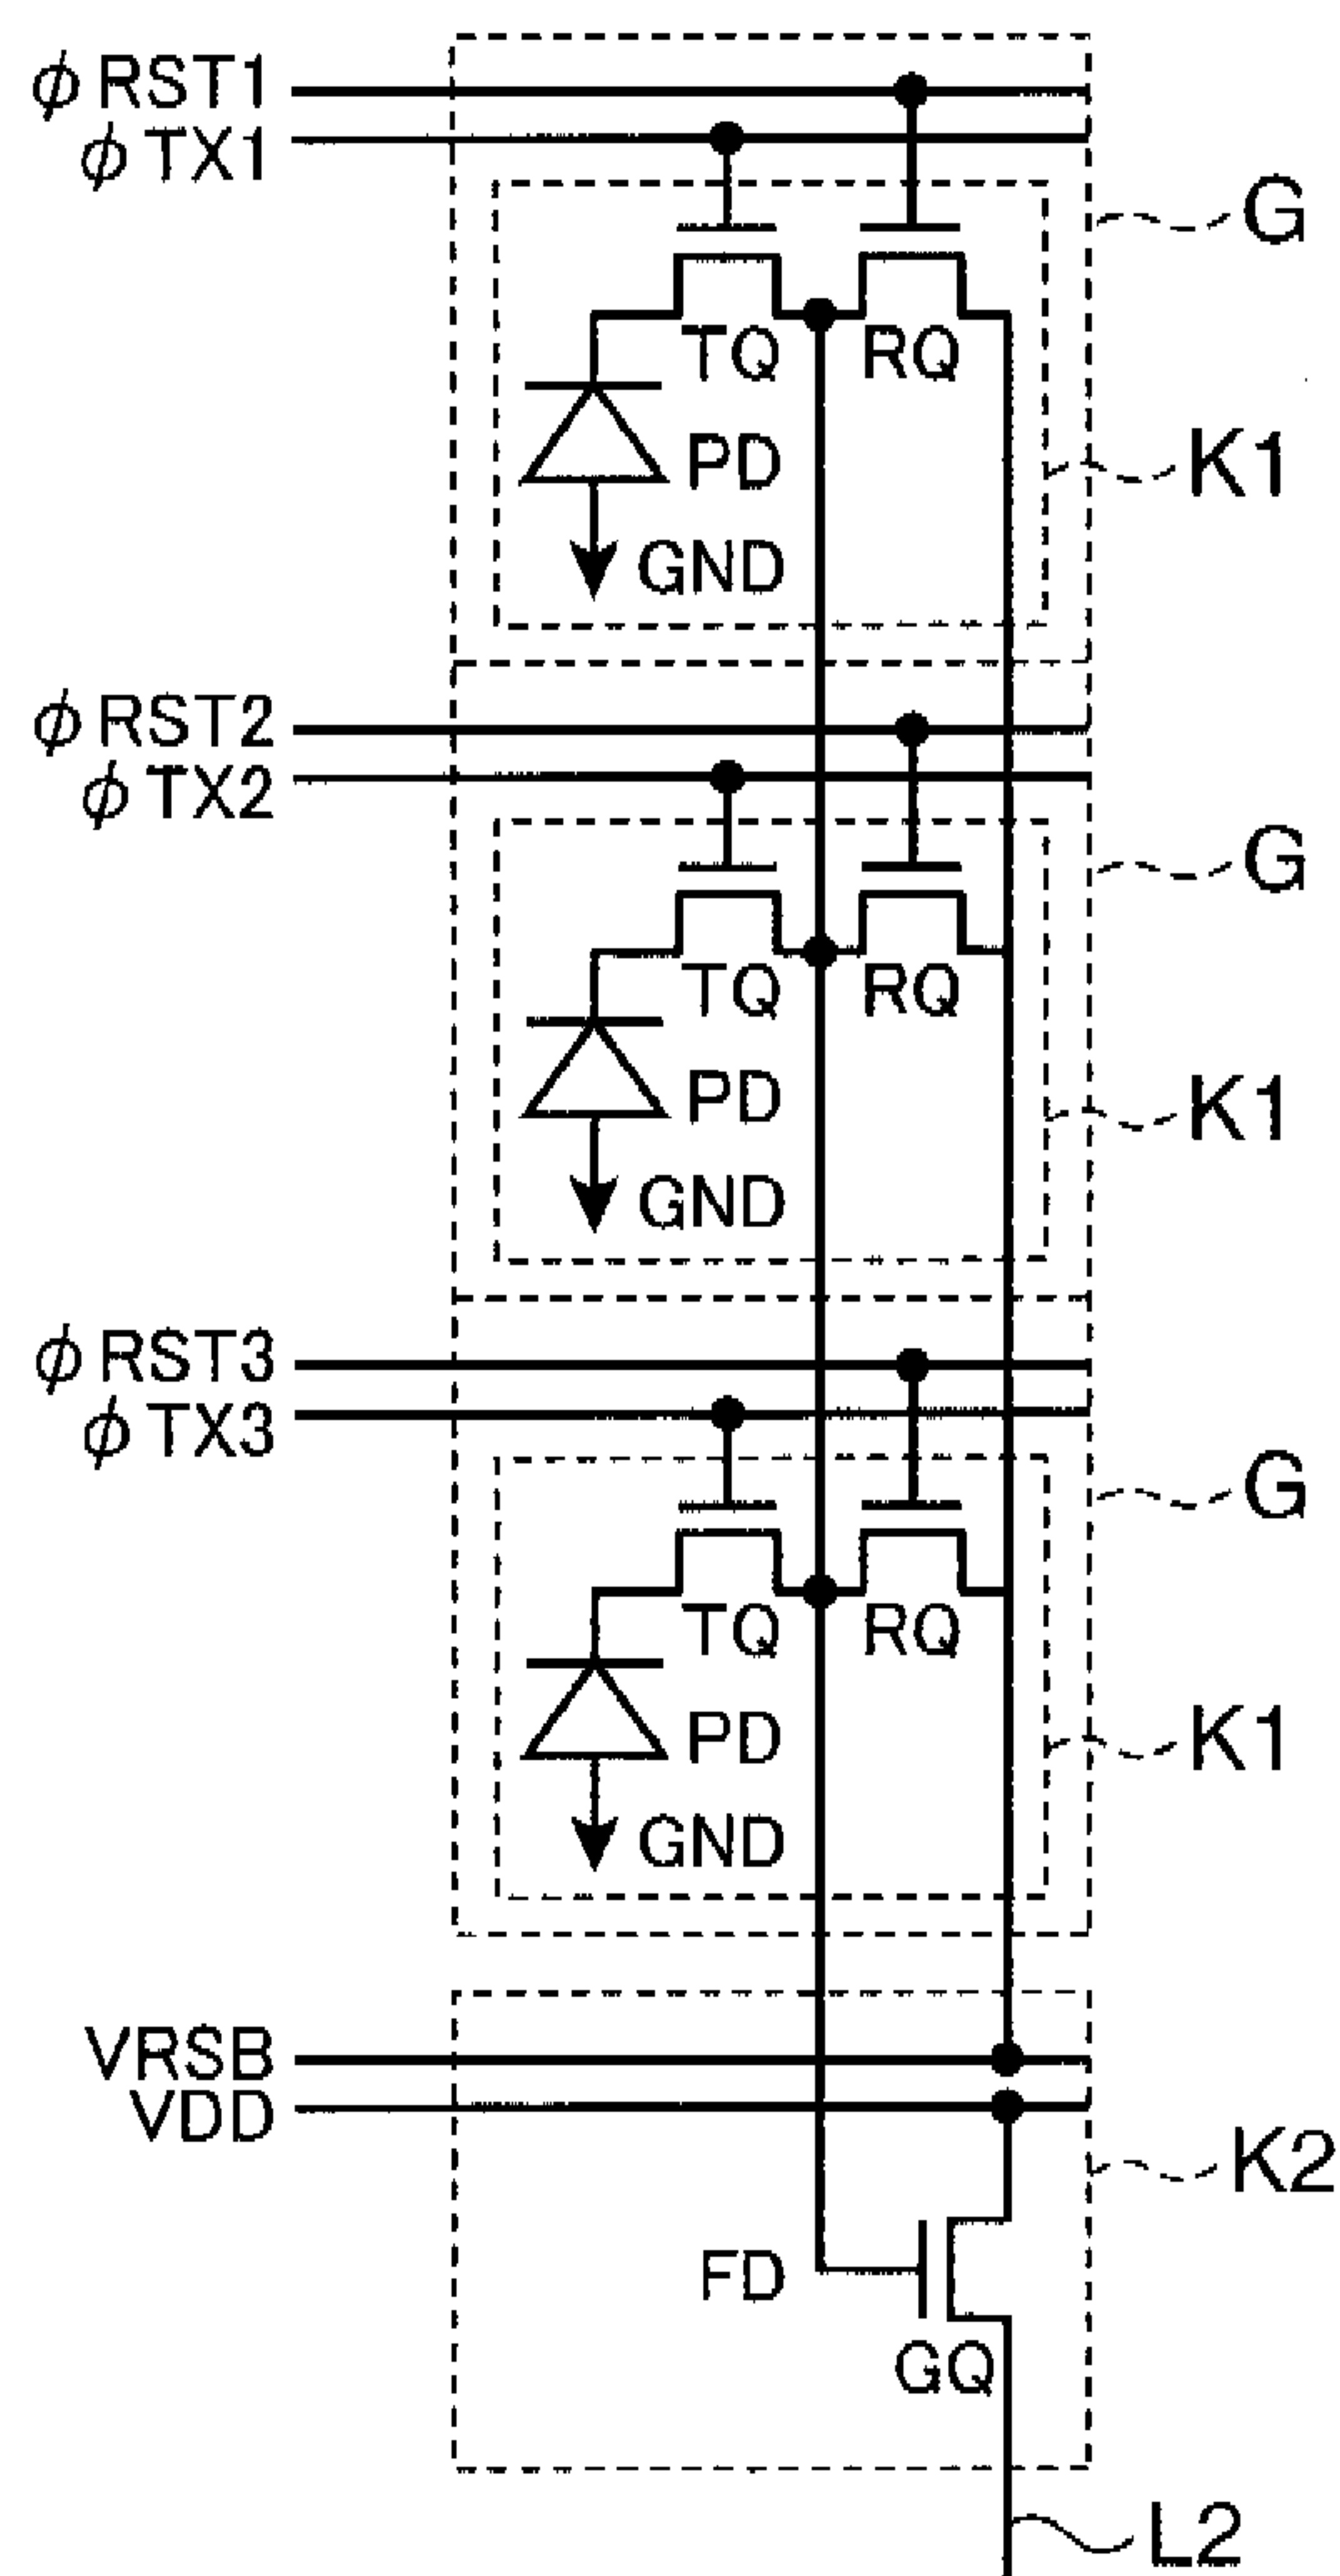 φRST1
φTX1
G
TQ RQ
PD
K1
GND
φRST2
φTX2
G
TQ RQ
PD
K1
GND
φRST3
φTX3
G
TQ RQ
PD
K1
GND
VRSB
VDD
K2
FD
GQ
L2